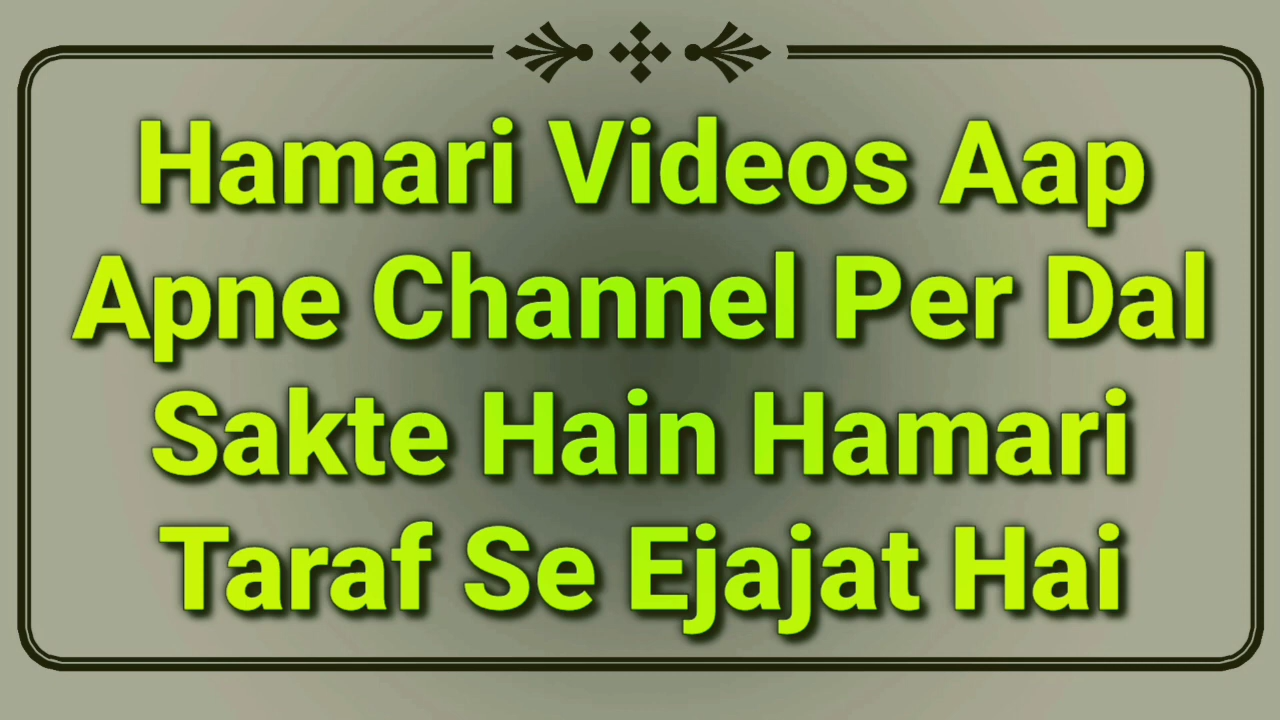 Hamari Videos Aap
Apne Channel Per Dal
Sakte Hain Hamari
Taraf Se Ejajat Hai